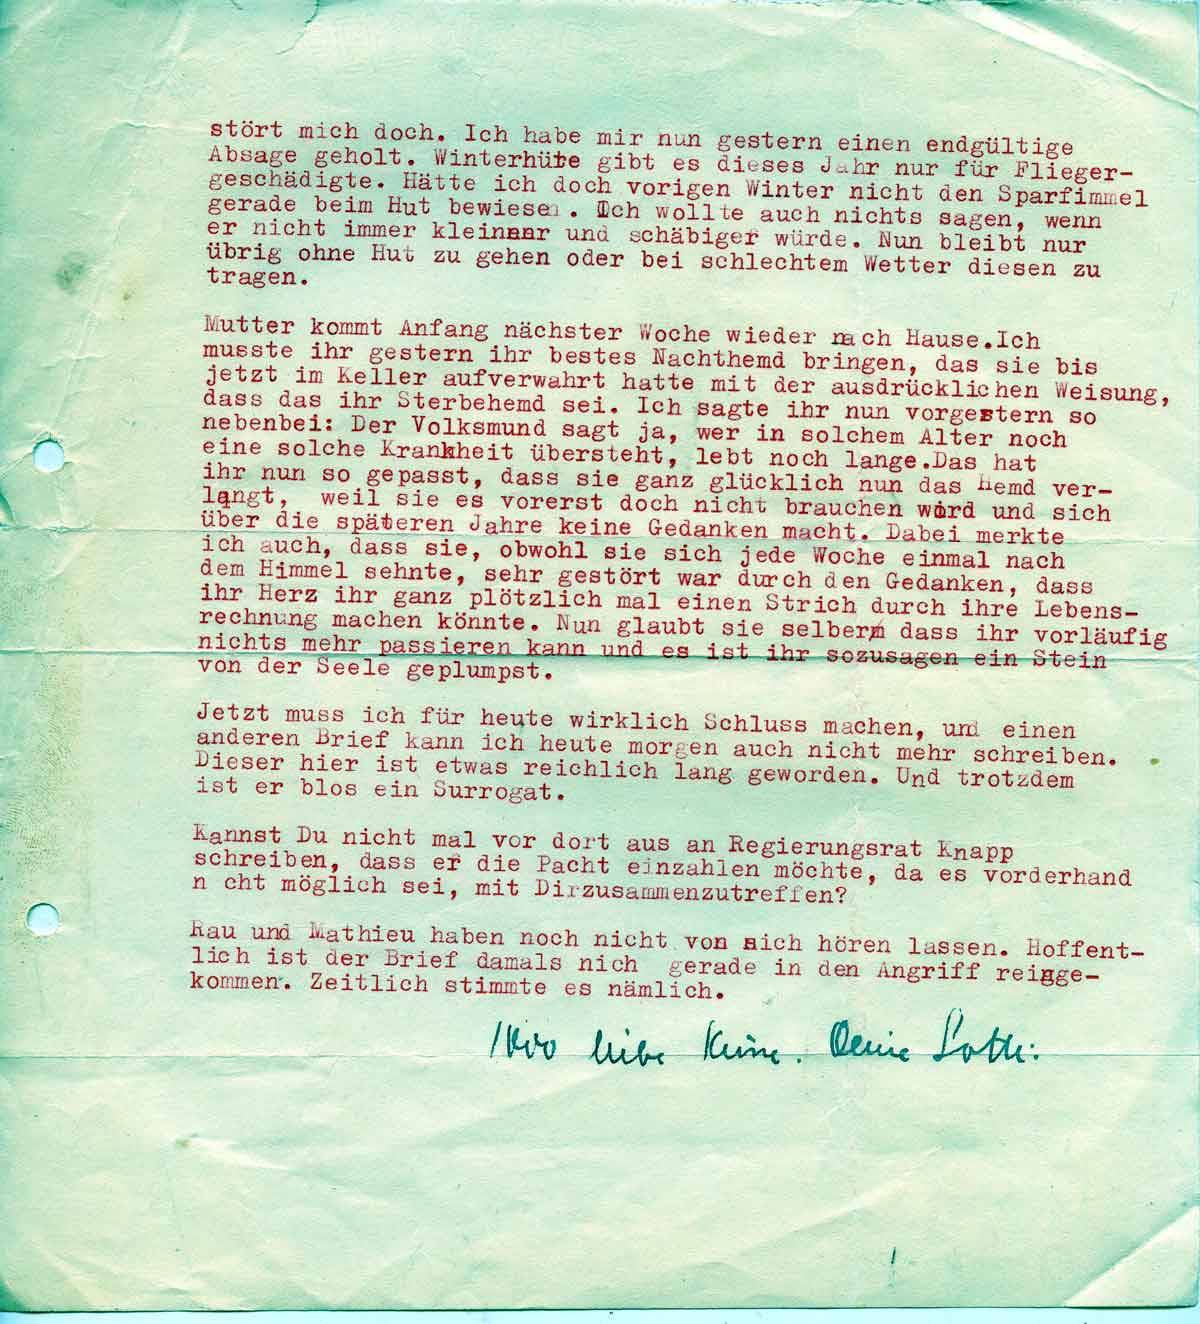 stört mich doch. Ich habe mir nun gestern einen endgültige
Absage geholt. Winterhüte gibt es dieses Jahr nur für Flieger-
geschädigte. Hätte ich doch vorigen Winter nicht den Sparfimmel
gerade beim Hut bewiesen. Ich wollte auch nichts sagen, wenn
er nicht immer kleinaar und schäbiger würde. Nun bleibt nur
übrig ohne Hut zu gehen oder bei schlechtem Wetter diesen zu
tragen.
Mutter kommt Anfang nächster Woche wieder nach Hause.Ich
musste ihr gestern ihr bestes Nachthemd bringen, das sie bis
jetzt im Keller aufverwahrt hatte mit der ausdrücklichen Weisung,
dass das ihr Sterbehemd sei. Ich sagte ihr nun vorgestern so
nebenbei: Der Volksmund sagt ja, wer in solchem Alter noch
eine solche Krankheit übersteht, lebt noch lange.Das hat
ihr nun so gepasst, dass sie ganz glücklich nun das Hemd ver-
langt, weil sie es vorerst doch nicht brauchen wird und sich
über die späteren Jahre keine Gedanken macht. Dabei merkte
ich auch, dass sie, obwohl sie sich jede Woche einmal nach
dem Himmel sehnte, sehr gestört war durch den Gedanken, dass
ihr Herz ihr ganz plötzlich mal einen Strich durch ihre Lebens-
rechnung machen könnte. Nun glaubt sie selber, dass ihr vorläufig
nichts mehr passieren kann und es ist ihr sozusagen ein Stein
von der Seele geplumpst.
Jetzt muss ich für heute wirklich Schluss machen, und einen
anderen Brief kann ich heute morgen auch nicht mehr schreiben.
Dieser hier ist etwas reichlich lang geworden. Und trotzdem
ist er blos ein Surrogat.
Kannst Du nicht mal vor dort aus an Regierungsrat Knapp
schreiben, dass er die Pacht einzahlen möchte, da es vorderhand
n cht möglich sei, mit Dirzusammenzutreffen?
Rau und Mathieu haben noch nicht von sich hören lassen. Hoffent-
lich ist der Brief damals nich gerade in den Angriff reingge-
kommen. Zeitlich stimmte es nämlich.
1000 liebe Küsse. Deine Lotte.